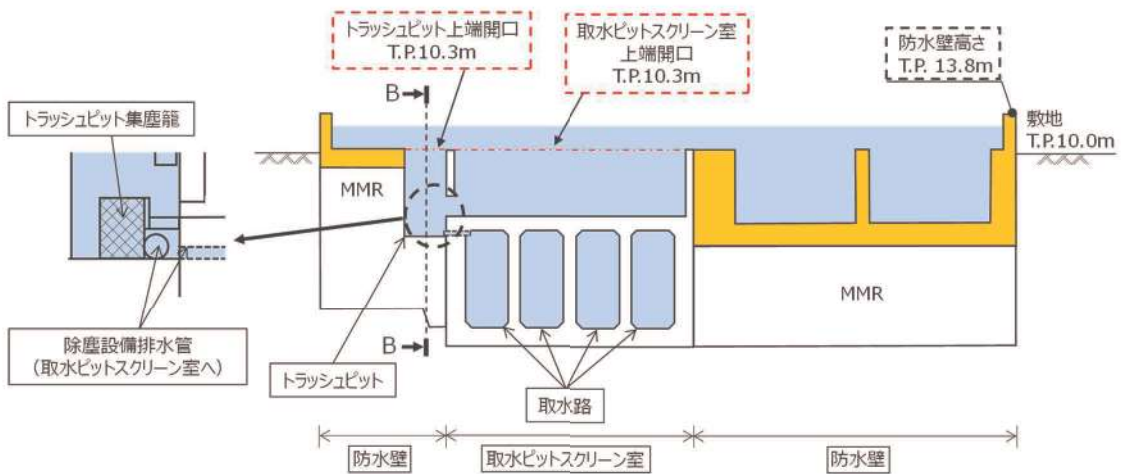 トラッシュピット上端開口
T.P.10.3m
取水ピットスクリーン室
上端開口
T.P.10.3m
防水壁高さ
T.P. 13.8m
B
トラッシュピット集塵籠
敷地
T.P.10.0m
MMR
MMR
除塵設備排水管
（取水ピットスクリーン室へ）
B
トラッシュピット
取水路
防水壁
取水ピットスクリーン室
防水壁